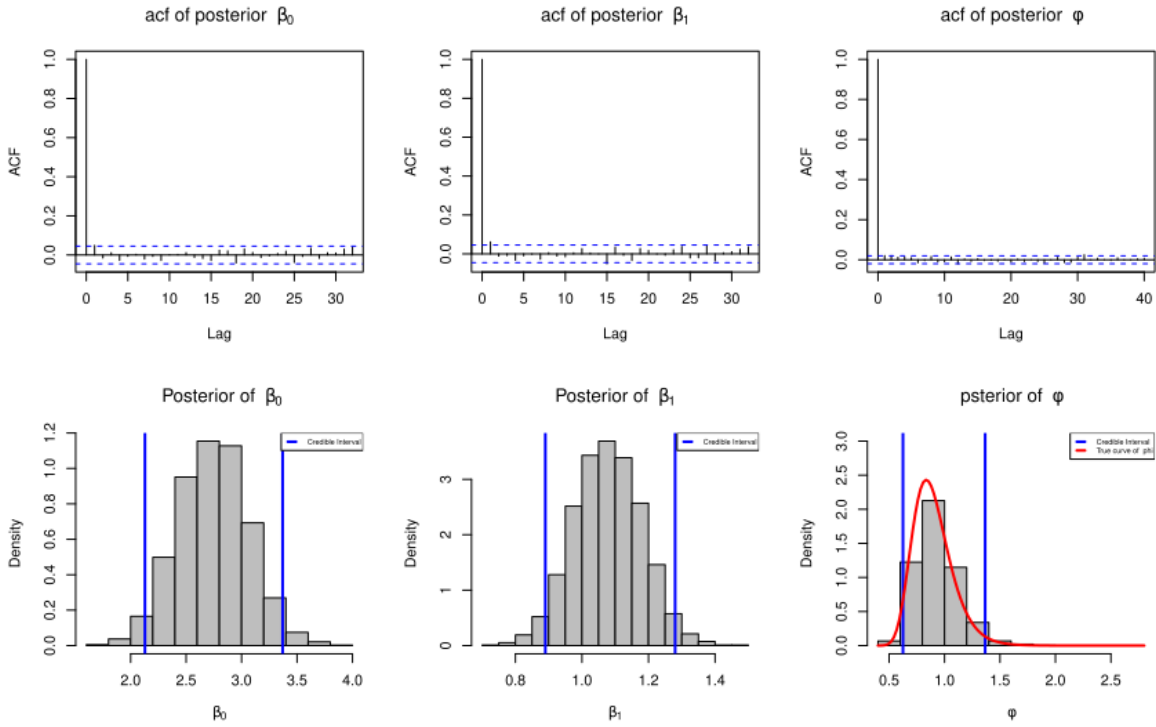 acf of posterior β0
acf of posterior β1
acf of posterior φ
ACF
0.0 0.2 0.4 0.6 0.8 1.0
0 5 10 15 20 25 30
Lag
ACF
0.0 0.2 0.4 0.6 0.8 1.0
0 5 10 15 20 25 30
Lag
ACF
0.0 0.2 0.4 0.6 0.8 1.0
0 10 20 30 40
Lag
Posterior of β0
Density
0.0 0.2 0.4 0.6 0.8 1.0 1.2
Credible Interval
2.0 2.5 3.0 3.5 4.0
β0
Posterior of β1
Density
0 1 2 3
Credible Interval
0.8 1.0 1.2 1.4
β1
psterior of φ
Density
0.0 0.5 1.0 1.5 2.0 2.5 3.0
Credible Interval
True curve of phi
0.5 1.0 1.5 2.0 2.5
φ